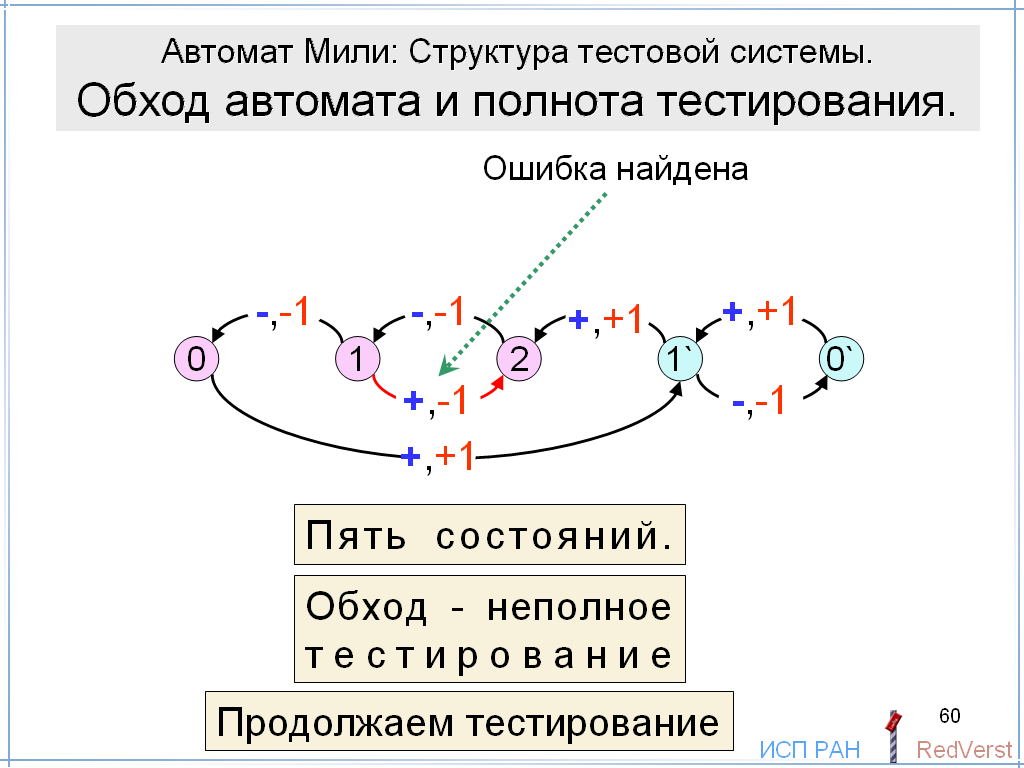 Автомат Мили: Структура тестовой системы.
Обход автомата и полнота тестирования.
Ошибка найдена
-,-1 -,-1 +,+1 +,+1
0 1 2 1` 0`
+,-1 -,-1
+,+1
Пять состояний.
Обход - неполное
тестирование
Продолжаем тестирование
60
ИСП РАН RedVerst